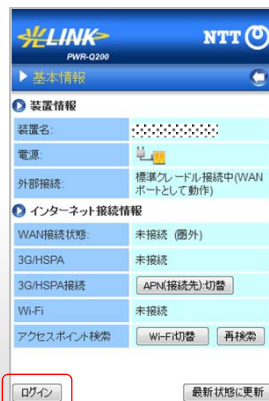 光LINK
PWR-Q200
NTT
基本情報
装置情報
装置名:
電源:
外部接続:
標準クレードル接続中(WAN
ポートとして動作)
インターネット接続情報
WAN接続状態:
未接続 (圏外)
3G/HSPA
未接続
3G/HSPA接続
APN(接続先):切替
Wi-Fi
未接続
アクセスポイント検索
Wi-Fi切替
再検索
ログイン
最新状態に更新